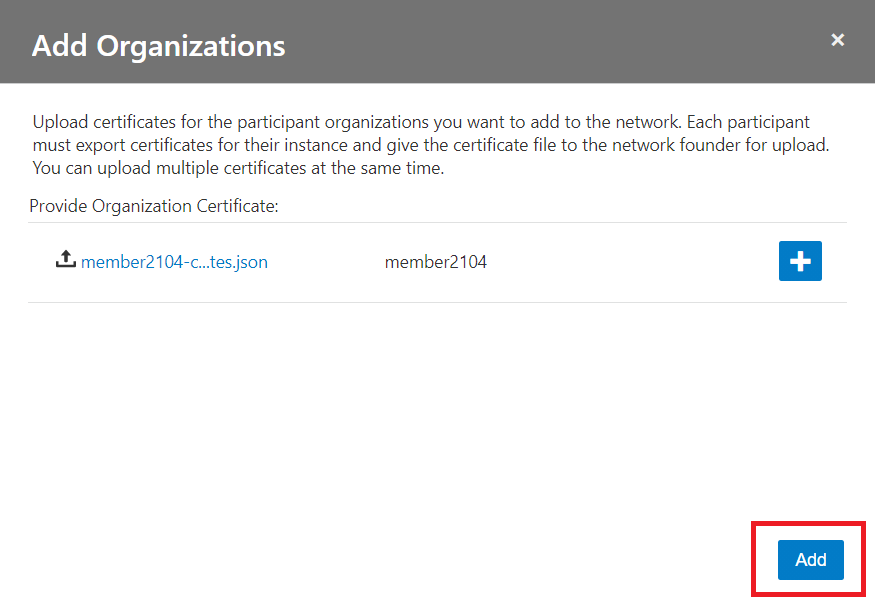 Add Organizations
Upload certificates for the participant organizations you want to add to the network. Each participant
must export certificates for their instance and give the certificate file to the network founder for upload.
You can upload multiple certificates at the same time.
Provide Organization Certificate:
member2104-c...tes.json member2104
Add